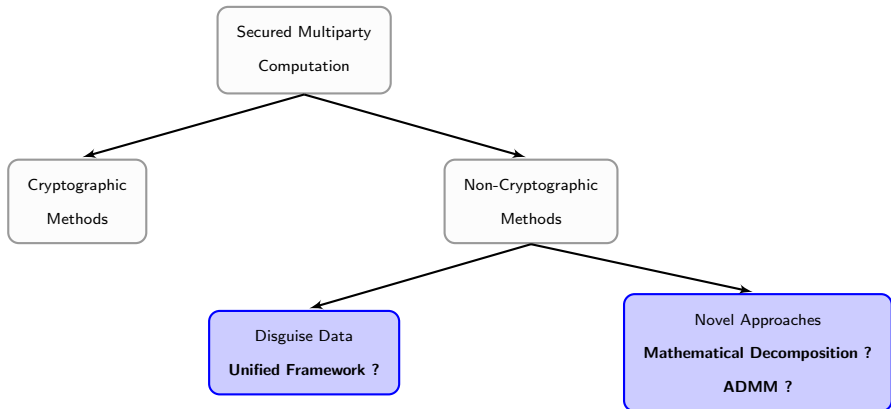 Secured Multiparty
Computation
Cryptographic
Methods
Non-Cryptographic
Methods
Disguise Data
Unified Framework ?
Novel Approaches
Mathematical Decomposition ?
ADMM ?